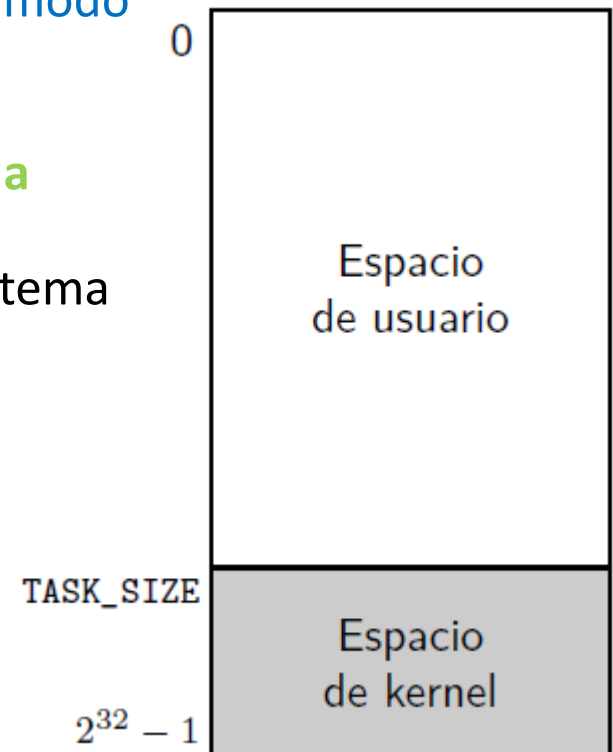 modo
0
a
tema
Espacio
de usuario
TASK_SIZE
Espacio
de kernel
2^32 − 1